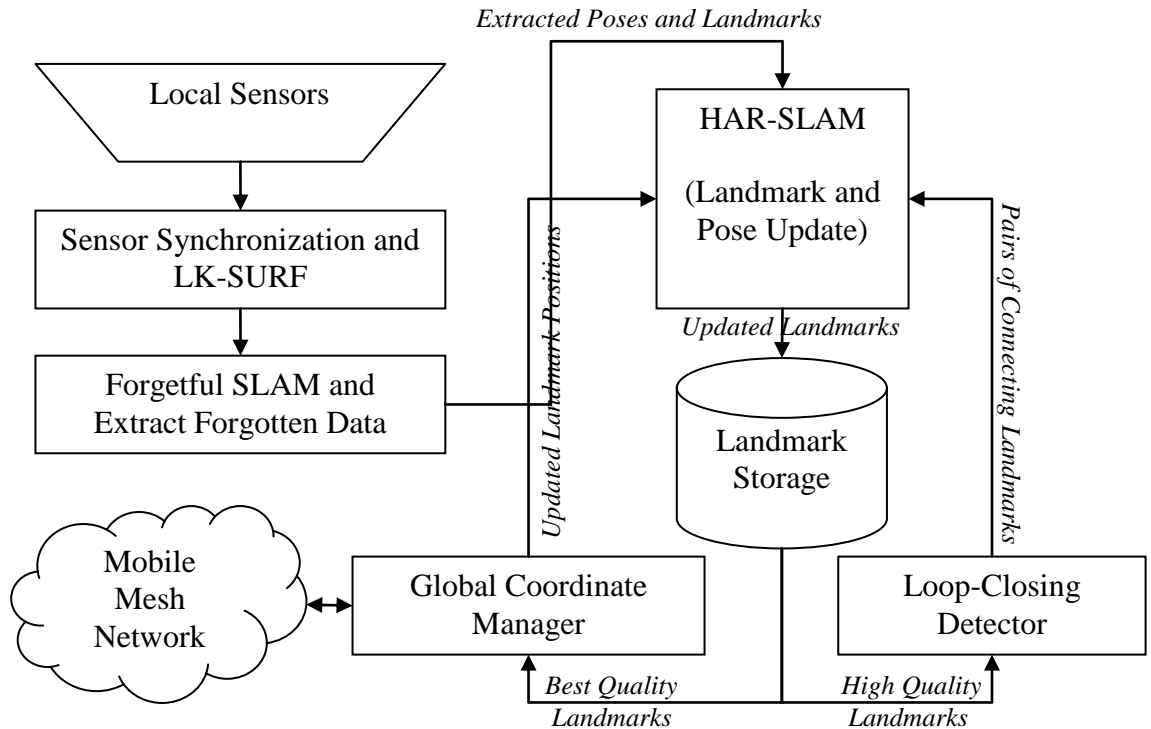 Extracted Poses and Landmarks
Local Sensors
HAR-SLAM
(Landmark and
Pose Update)
Sensor Synchronization and
LK-SURF
Updated Landmark Positions
Pairs of Connecting Landmarks
Updated Landmarks
Forgetful SLAM and
Extract Forgotten Data
Landmark
Storage
Mobile
Mesh
Network
Global Coordinate
Manager
Loop-Closing
Detector
Best Quality
Landmarks
High Quality
Landmarks